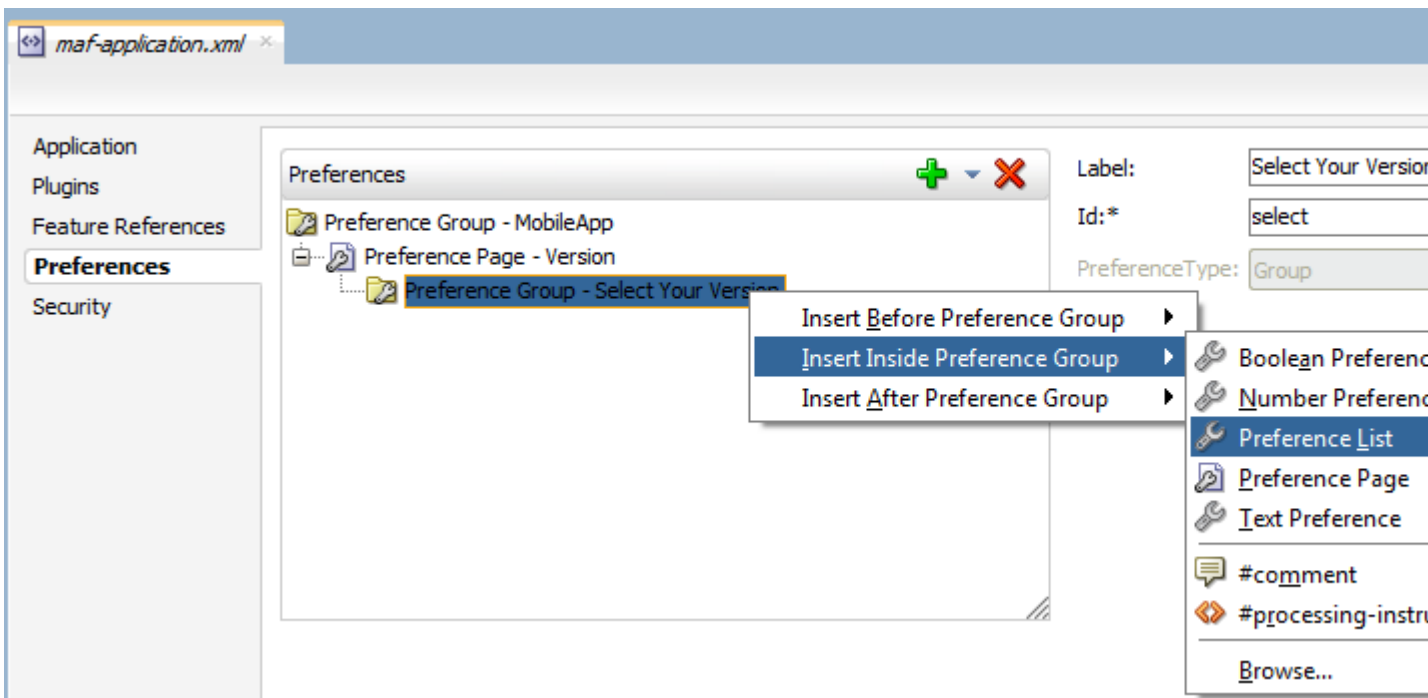 maf-application.xml
Application
Plugins
Feature References
Preferences
Security
Preferences
Preference Group - MobileApp
Preference Page - Version
Preference Group - Select Your Version
Label:
Select Your Version
Id:*
select
PreferenceType:
Group
Insert Before Preference Group
Insert Inside Preference Group
Insert After Preference Group
Boolean Preferenc
Number Preferenc
Preference List
Preference Page
Text Preference
#comment
#processing-instru
Browse...